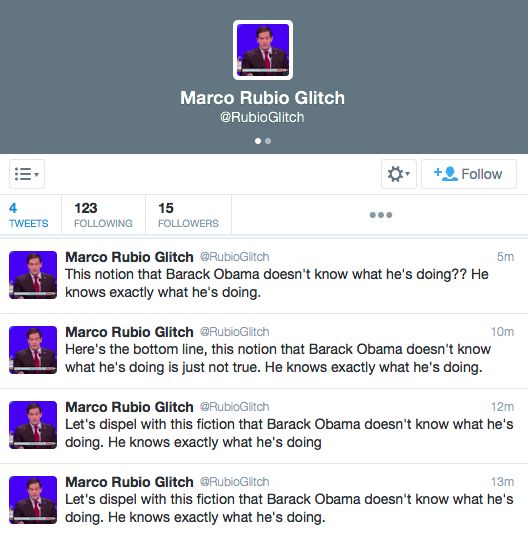 Marco Rubio Glitch
@RubioGlitch
Follow
4 123 15
TWEETS FOLLOWING FOLLOWERS
Marco Rubio Glitch @RubioGlitch 5m
This notion that Barack Obama doesn't know what he's doing?? He
knows exactly what he's doing.
Marco Rubio Glitch @RubioGlitch 10m
Here's the bottom line, this notion that Barack Obama doesn't know
what he's doing is just not true. He knows exactly what he's doing.
Marco Rubio Glitch @RubioGlitch 12m
Let's dispel with this fiction that Barack Obama doesn't know what he's
doing. He knows exactly what he's doing
Marco Rubio Glitch @RubioGlitch 13m
Let's dispel with this fiction that Barack Obama doesn't know what he's
doing. He knows exactly what he's doing.